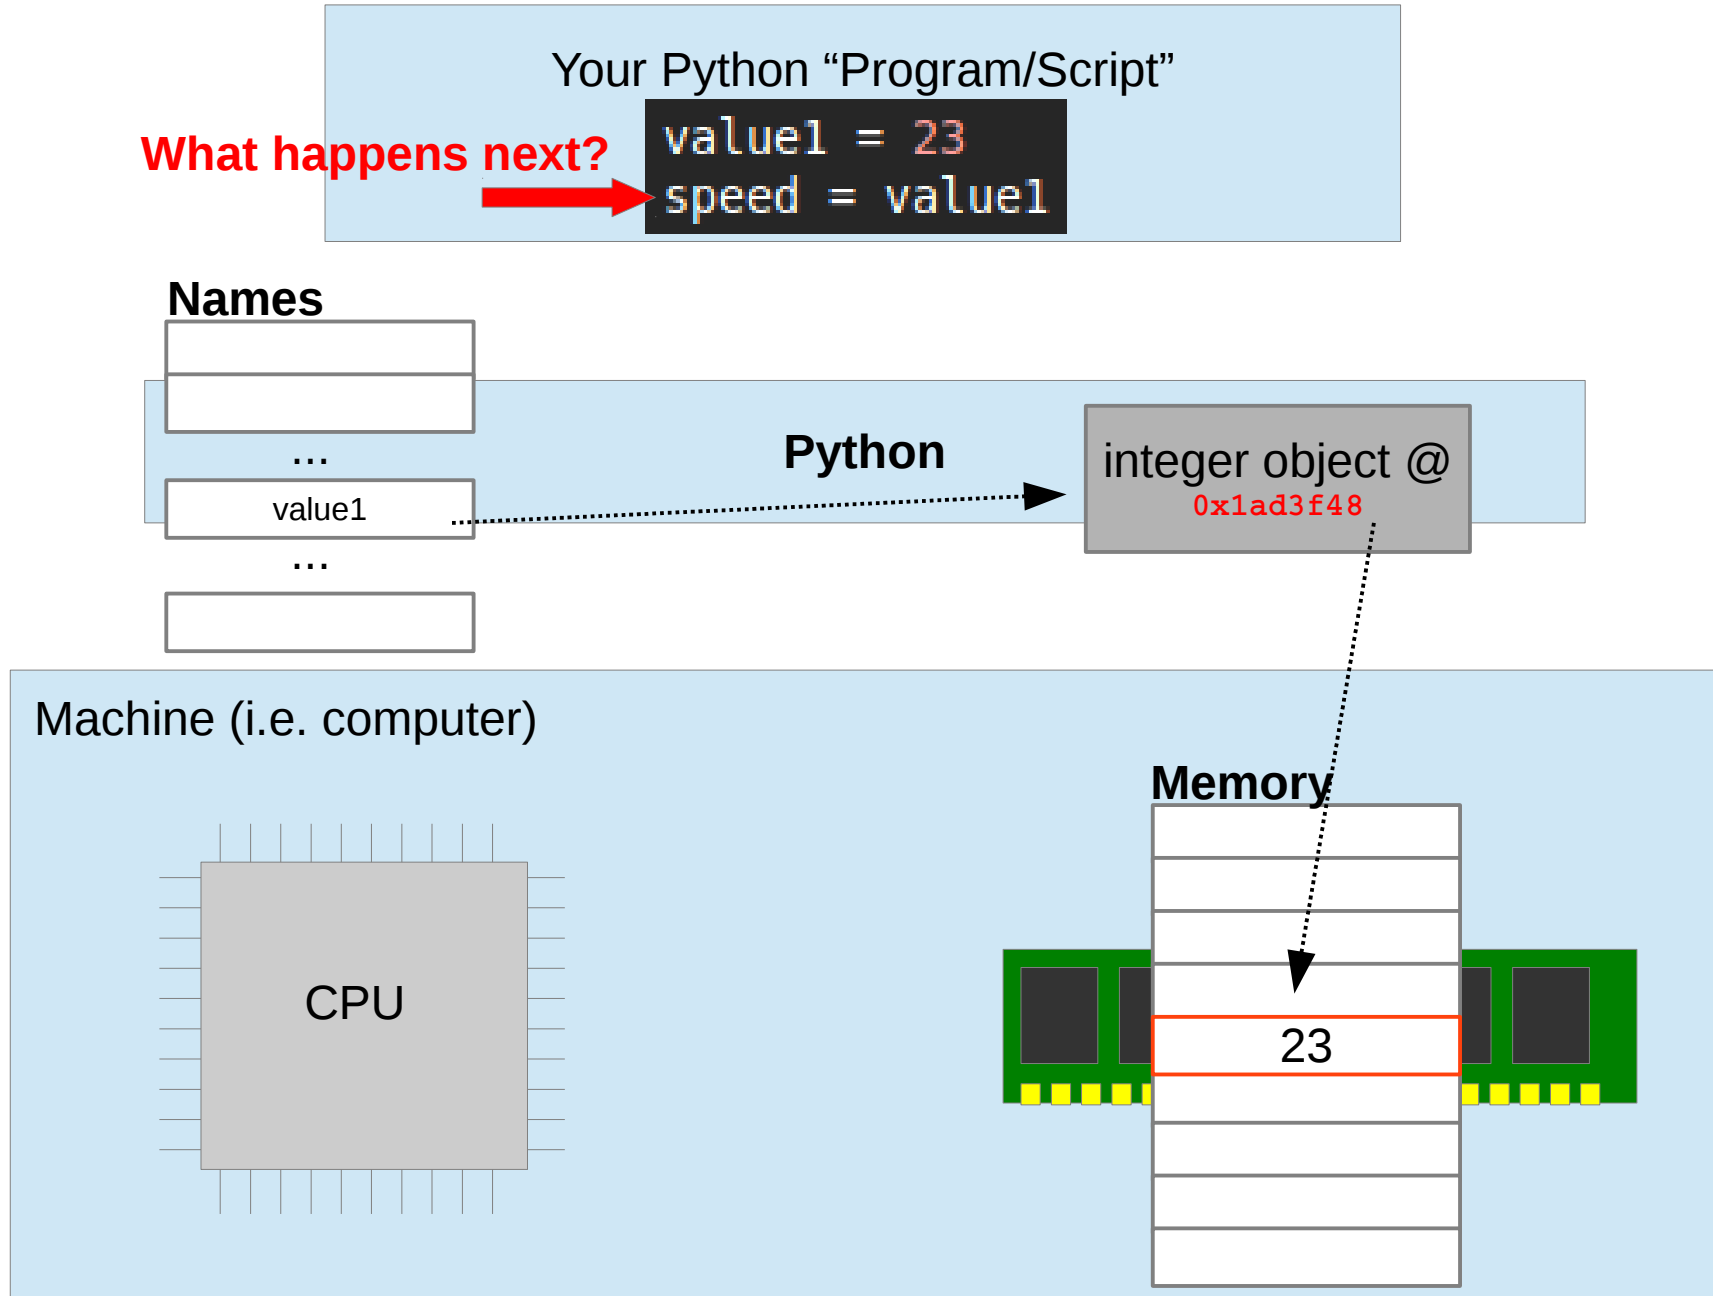 Your Python “Program/Script”
What happens next?
value1 = 23
speed = value1
Names
...
value1
...
Python
integer object @
0x1ad3f48
Machine (i.e. computer)
Memory
CPU
23